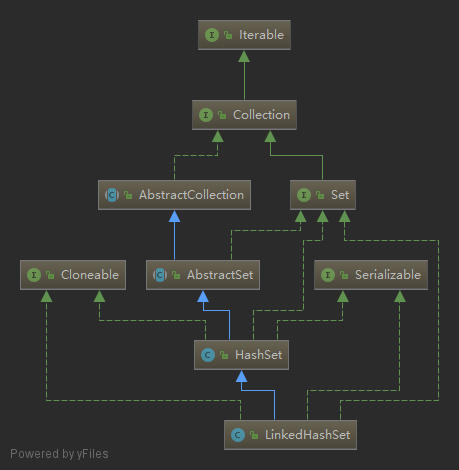 I Iterable
I Collection
C AbstractCollection
I Set
I Cloneable
C AbstractSet
I Serializable
C HashSet
C LinkedHashSet
Powered by yFiles